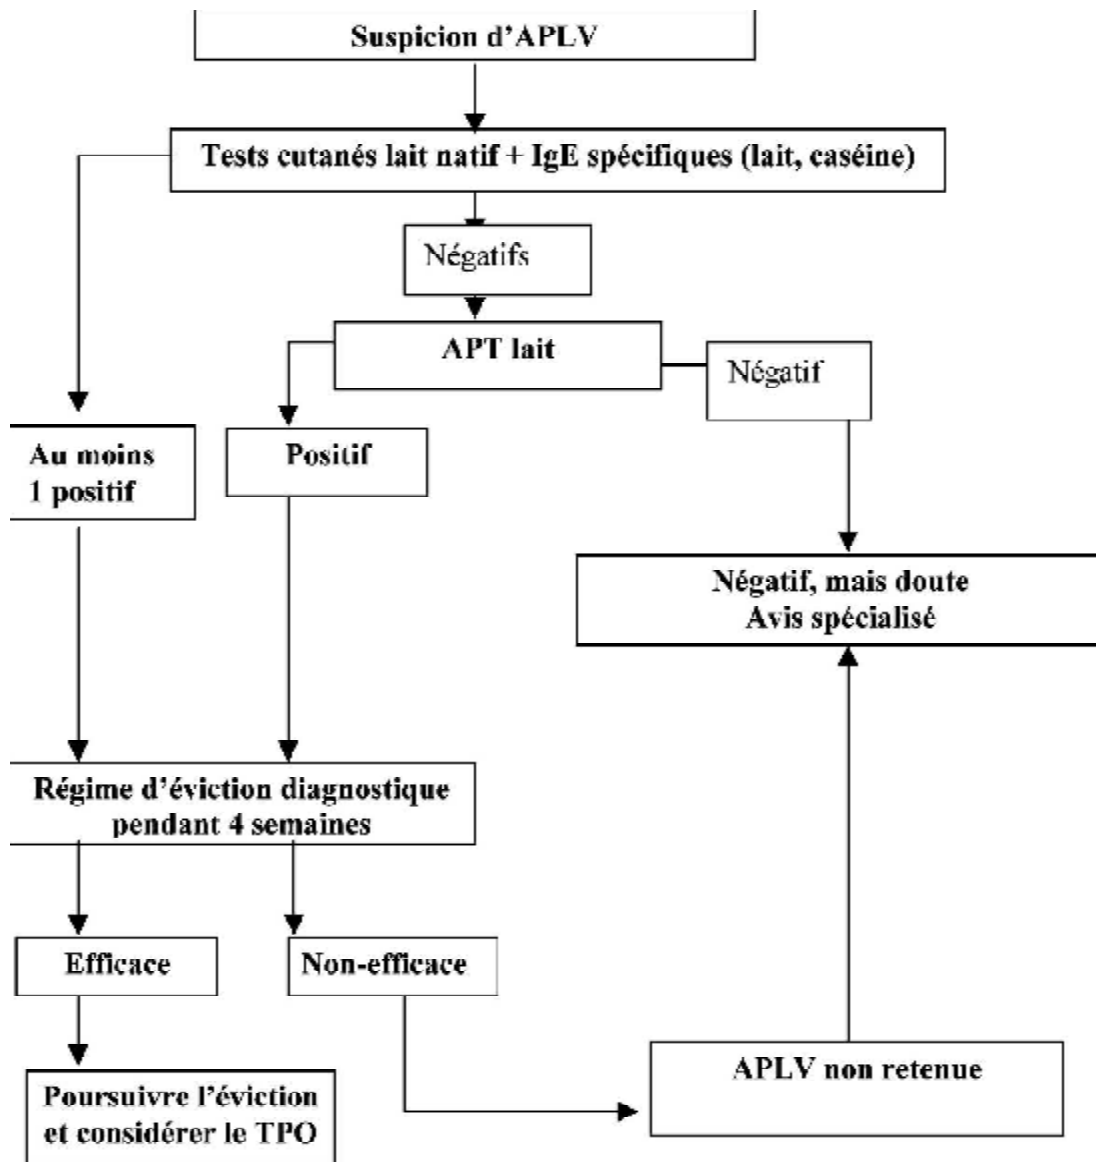 Suspicion d’APLV
Tests cutanés lait natif + IgE spécifiques (lait, caséine)
Négatifs
APT lait
Négatif
Au moins
1 positif
Positif
Négatif, mais doute
Avis spécialisé
Régime d’éviction diagnostique
pendant 4 semaines
Efficace
Non-efficace
APLV non retenue
Poursuivre l’éviction
et considérer le TPO